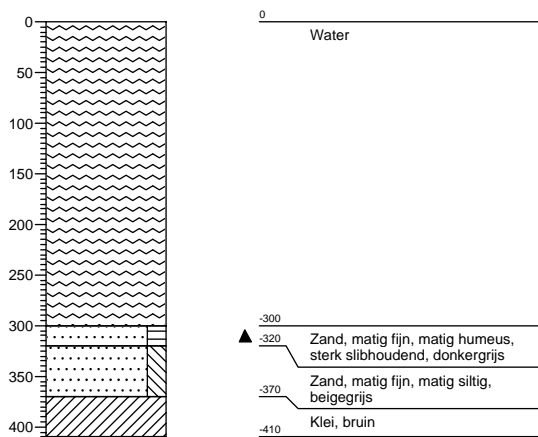 0
50
100
150
200
250
300
350
400
0
Water
-300
-320
Zand, matig fijn, matig humeus,
sterk slibhoudend, donkergrijs
Zand, matig fijn, matig siltig,
beigegrijs
-370
Klei, bruin
-410